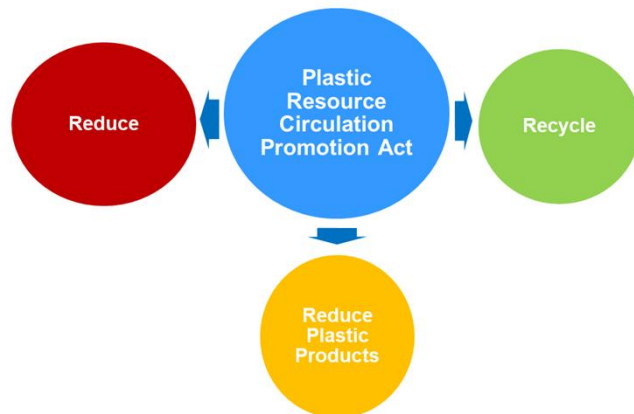 Plastic
Resource
Circulation
Promotion Act
Reduce
Recycle
Reduce
Plastic
Products